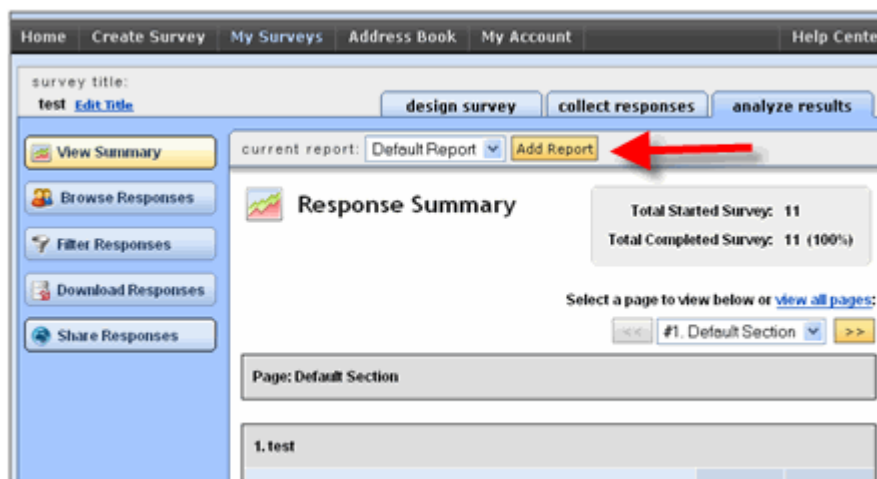 Home Create Survey My Surveys Address Book My Account Help Cente
survey title:
test Edit Title
design survey collect responses analyze results
View Summary
Browse Responses
Filter Responses
Download Responses
Share Responses
current report: Default Report Add Report
Response Summary
Total Started Survey: 11
Total Completed Survey: 11 (100%)
Select a page to view below or view all pages:
<< #1. Default Section >>
Page: Default Section
1. test